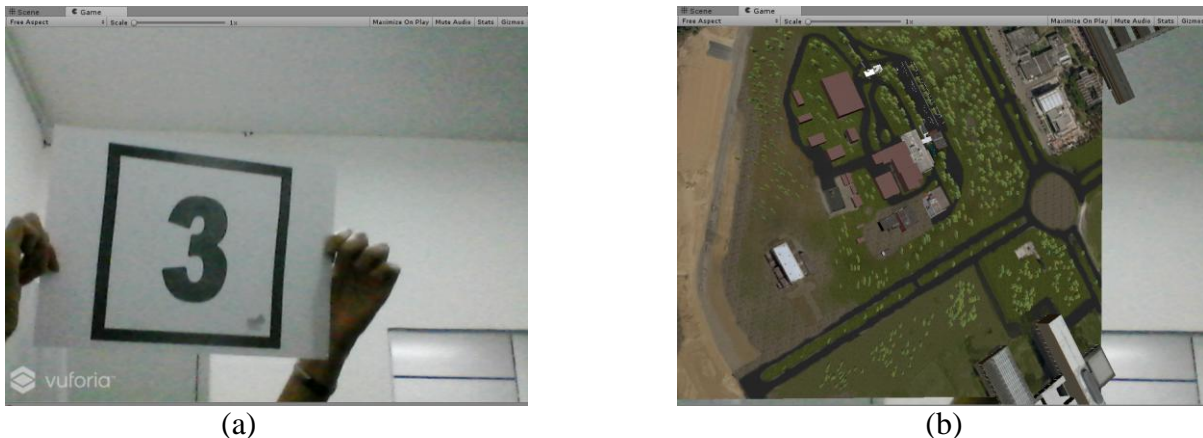 Scene Game
Free Aspect Scale 1x Maximize On Play Mute Audio Stats Gizmos
3
vuforia™
(a)
Scene Game
Free Aspect Scale 1x Maximize On Play Mute Audio Stats Gizmos
(b)